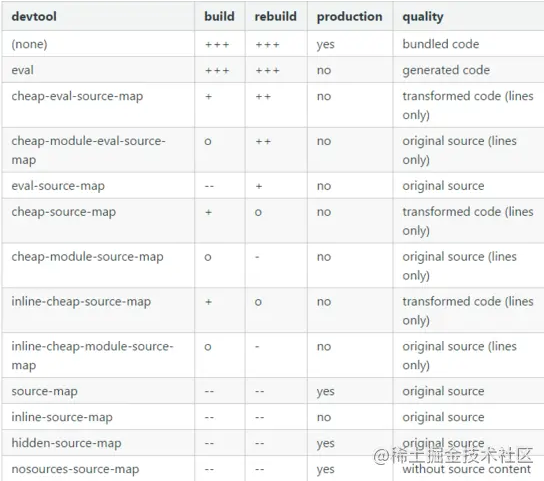 devtool build rebuild production quality
(none) +++ +++ yes bundled code
eval +++ +++ no generated code
cheap-eval-source-map + ++ no transformed code (lines
only)
cheap-module-eval-source- o ++ no original source (lines
map only)
eval-source-map -- + no original source
cheap-source-map + o no transformed code (lines
only)
cheap-module-source-map o - no original source (lines
only)
inline-cheap-source-map + o no transformed code (lines
only)
inline-cheap-module-source- o - no original source (lines
map only)
source-map -- -- yes original source
inline-source-map -- -- no original source
hidden-source-map -- -- yes original source
nosources-source-map -- -- yes without source content
@稀土掘金技术社区